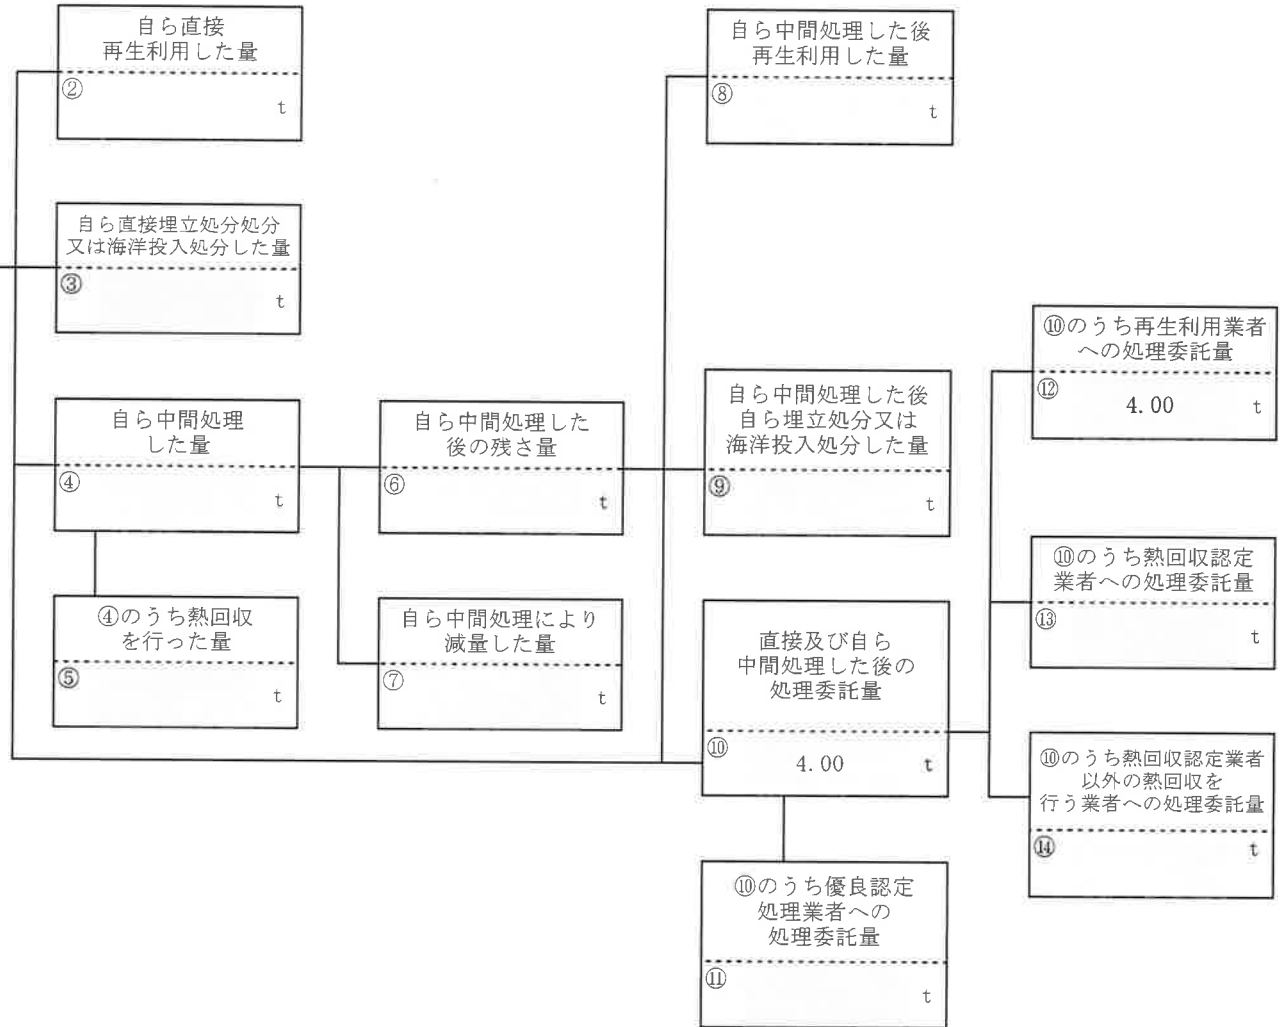 自ら直接
再生利用した量
②
t
自ら直接埋立処分処分
又は海洋投入処分した量
③
t
自ら中間処理
した量
④
t
④のうち熱回収
を行った量
⑤
t
自ら中間処理した
後の残さ量
⑥
t
自ら中間処理により
減量した量
⑦
t
自ら中間処理した後
再生利用した量
⑧
t
自ら中間処理した後
自ら埋立処分又は
海洋投入処分した量
⑨
t
直接及び自ら
中間処理した後の
処理委託量
⑩
4.00 t
⑩のうち優良認定
処理業者への
処理委託量
⑪
t
⑩のうち再生利用業者
への処理委託量
⑫
4.00 t
⑩のうち熱回収認定
業者への処理委託量
⑬
t
⑩のうち熱回収認定業者
以外の熱回収を
行う業者への処理委託量
⑭
t